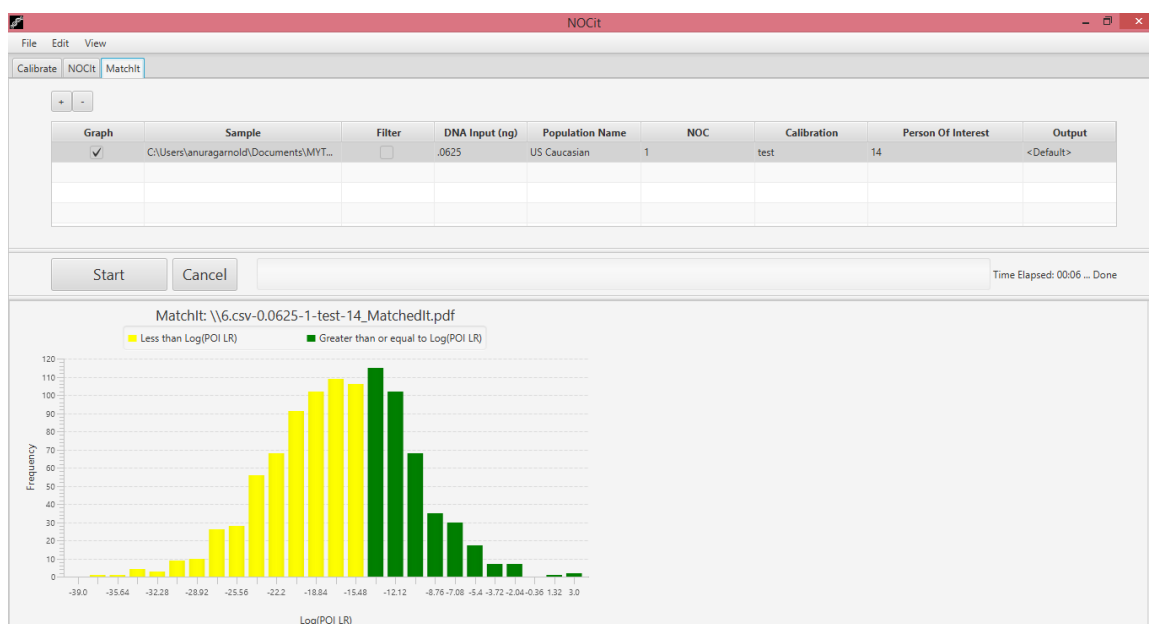 NOCit
File Edit View
Calibrate NOCIt MatchIt
+ -
Graph Sample Filter DNA Input (ng) Population Name NOC Calibration Person Of Interest Output
C:\Users\anuragarnold\Documents\MYT... .0625 US Caucasian 1 test 14 <Default>
Start Cancel Time Elapsed: 00:06 ... Done
MatchIt: \\6.csv-0.0625-1-test-14_MatchedIt.pdf
Less than Log(POI LR) Greater than or equal to Log(POI LR)
120
110
100
90
80
70
60
50
40
30
20
10
0
Frequency
-39.0 -35.64 -32.28 -28.92 -25.56 -22.2 -18.84 -15.48 -12.12 -8.76 -7.08 -5.4 -3.72 -2.04 -0.36 1.32 3.0
Log(POI LR)